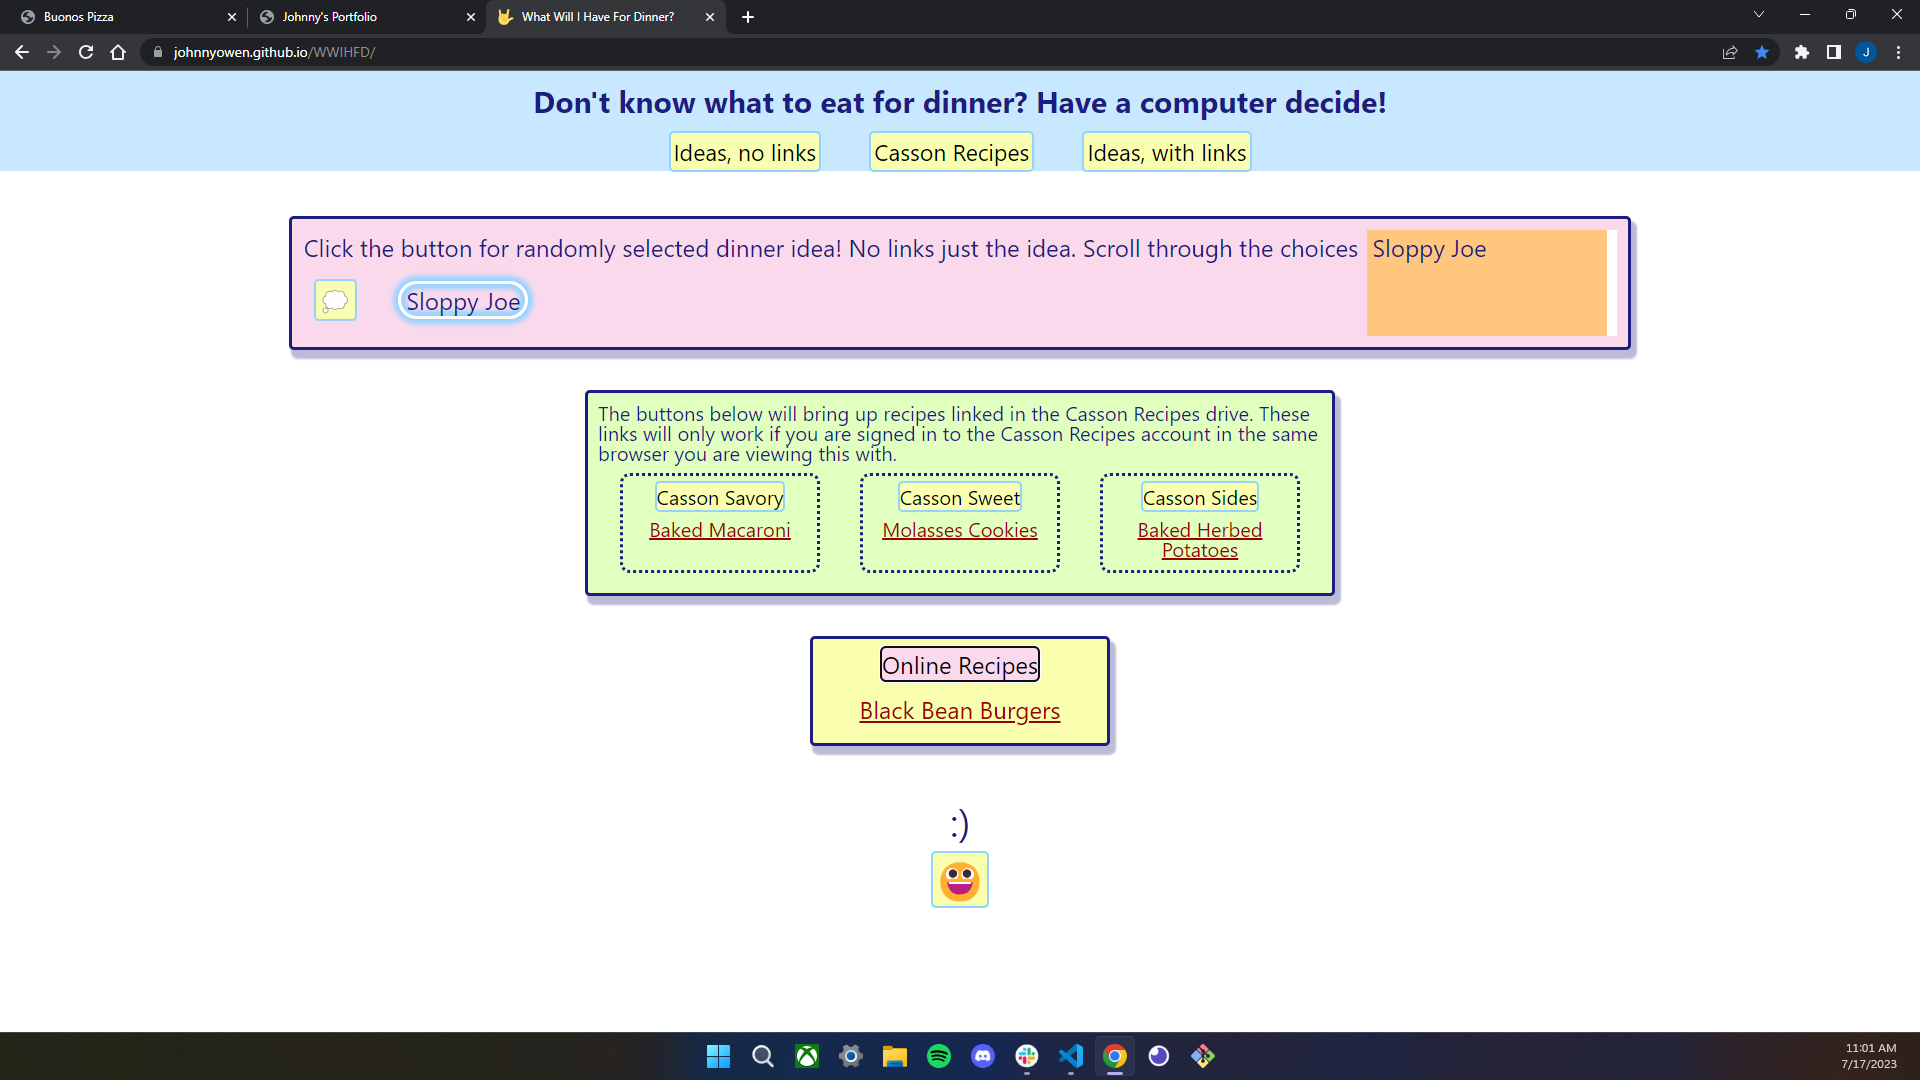 Buonos Pizza
Johnny's Portfolio
What Will I Have For Dinner?
johnnyowen.github.io/WWIHFD/
J
Don't know what to eat for dinner? Have a computer decide!
Ideas, no links
Casson Recipes
Ideas, with links
Click the button for randomly selected dinner idea! No links just the idea. Scroll through the choices
Sloppy Joe
Sloppy Joe
The buttons below will bring up recipes linked in the Casson Recipes drive. These
links will only work if you are signed in to the Casson Recipes account in the same
browser you are viewing this with.
Casson Savory
Baked Macaroni
Casson Sweet
Molasses Cookies
Casson Sides
Baked Herbed
Potatoes
Online Recipes
Black Bean Burgers
:)
11:01 AM
7/17/2023